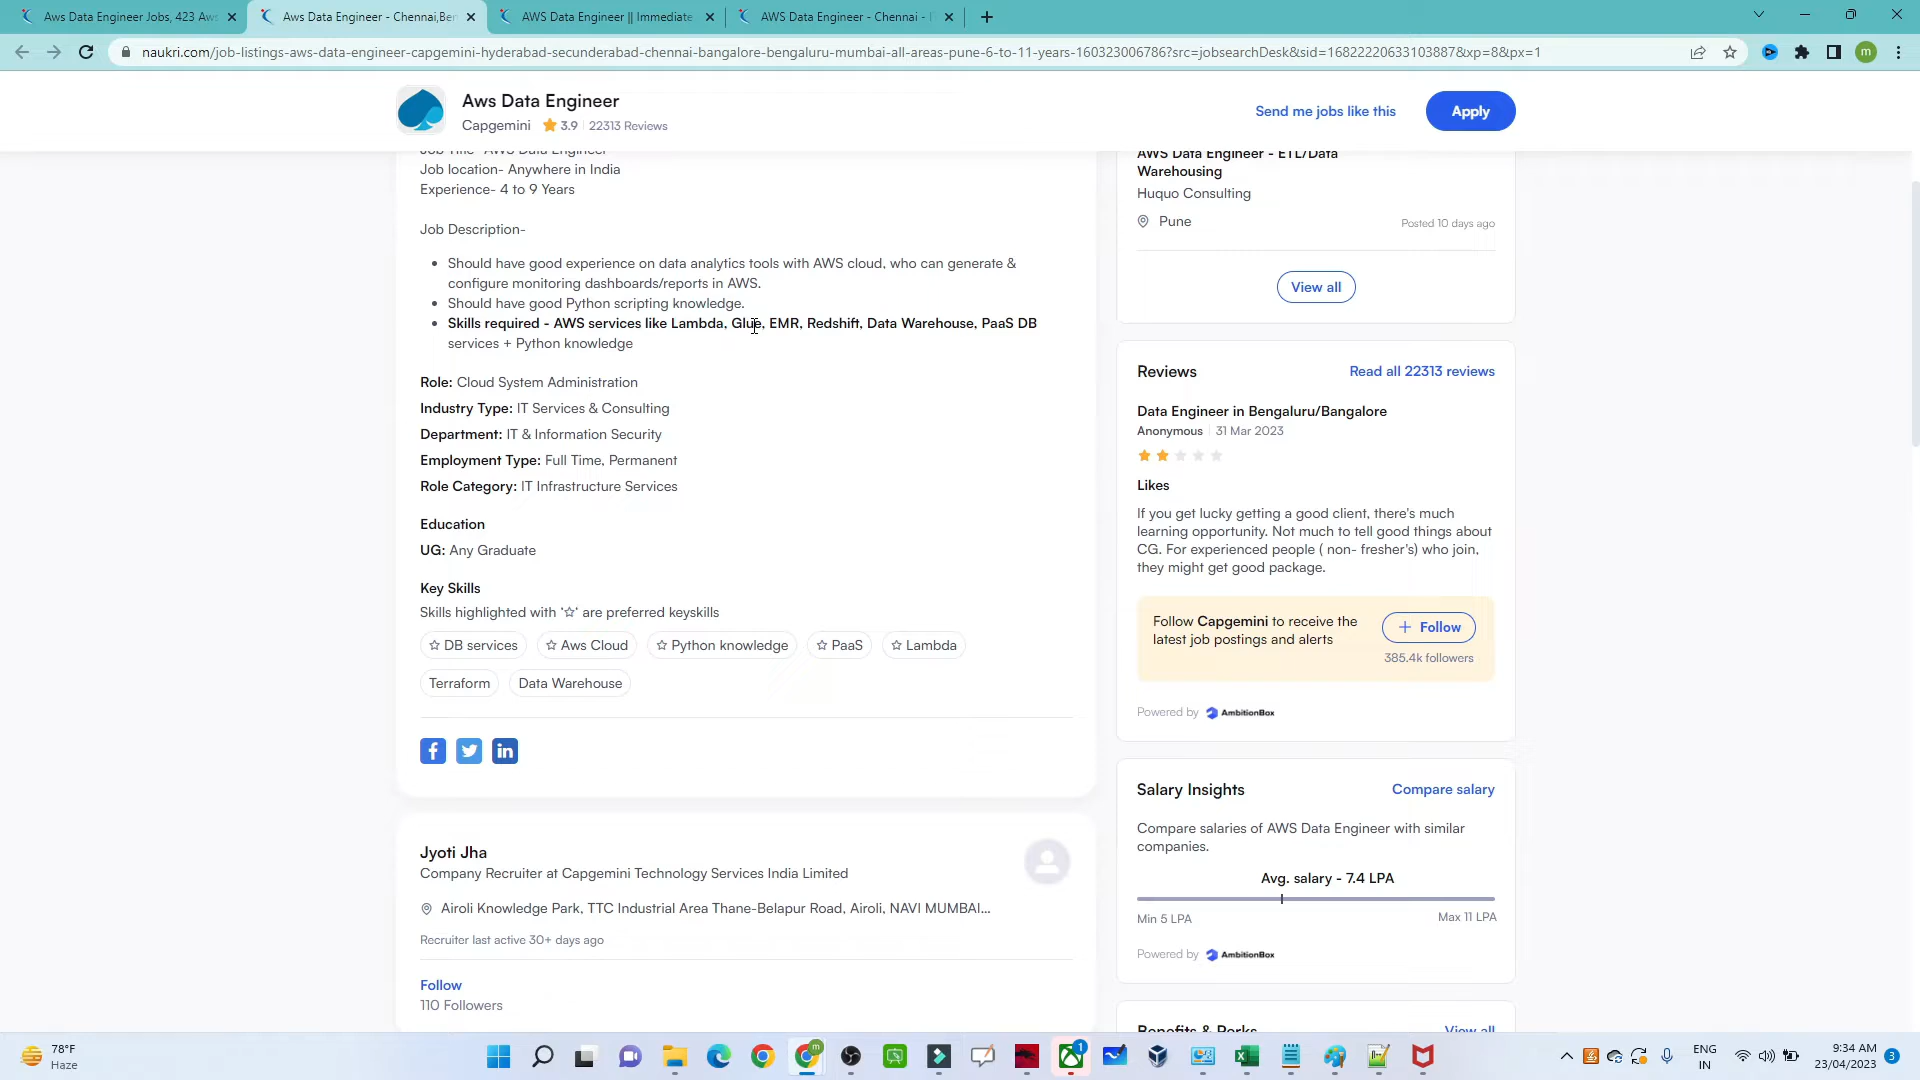 Aws Data Engineer Jobs, 423 Aws
Aws Data Engineer - Chennai,Ben
AWS Data Engineer || Immediate
AWS Data Engineer - Chennai - I
naukri.com/job-listings-aws-data-engineer-capgemini-hyderabad-secunderabad-chennai-bangalore-bengaluru-mumbai-all-areas-pune-6-to-11-years-160323006786?src=jobsearchDesk&sid=16822220633103887&xp=8&px=1
m
Aws Data Engineer
Capgemini 3.9 22313 Reviews
Send me jobs like this
Apply
Job Title- AWS Data Engineer
Job location- Anywhere in India
Experience- 4 to 9 Years
Job Description-
Should have good experience on data analytics tools with AWS cloud, who can generate &
configure monitoring dashboards/reports in AWS.
Should have good Python scripting knowledge.
Skills required - AWS services like Lambda, Glue, EMR, Redshift, Data Warehouse, PaaS DB
services + Python knowledge
Role: Cloud System Administration
Industry Type: IT Services & Consulting
Department: IT & Information Security
Employment Type: Full Time, Permanent
Role Category: IT Infrastructure Services
Education
UG: Any Graduate
Key Skills
Skills highlighted with '☆' are preferred keyskills
☆ DB services ☆ Aws Cloud ☆ Python knowledge ☆ PaaS ☆ Lambda
Terraform Data Warehouse
Jyoti Jha
Company Recruiter at Capgemini Technology Services India Limited
Airoli Knowledge Park, TTC Industrial Area Thane-Belapur Road, Airoli, NAVI MUMBAI...
Recruiter last active 30+ days ago
Follow
110 Followers
AWS Data Engineer - ETL/Data
Warehousing
Huquo Consulting
Pune
Posted 10 days ago
View all
Reviews
Read all 22313 reviews
Data Engineer in Bengaluru/Bangalore
Anonymous 31 Mar 2023
Likes
If you get lucky getting a good client, there's much
learning opportunity. Not much to tell good things about
CG. For experienced people ( non- fresher's) who join,
they might get good package.
Follow Capgemini to receive the
latest job postings and alerts
+ Follow
385.4k followers
Powered by AmbitionBox
Salary Insights
Compare salary
Compare salaries of AWS Data Engineer with similar
companies.
Avg. salary - 7.4 LPA
Min 5 LPA
Max 11 LPA
Powered by AmbitionBox
Benefits & Perks
View all
78°F
Haze
m
1
ENG
IN
9:34 AM
23/04/2023
3